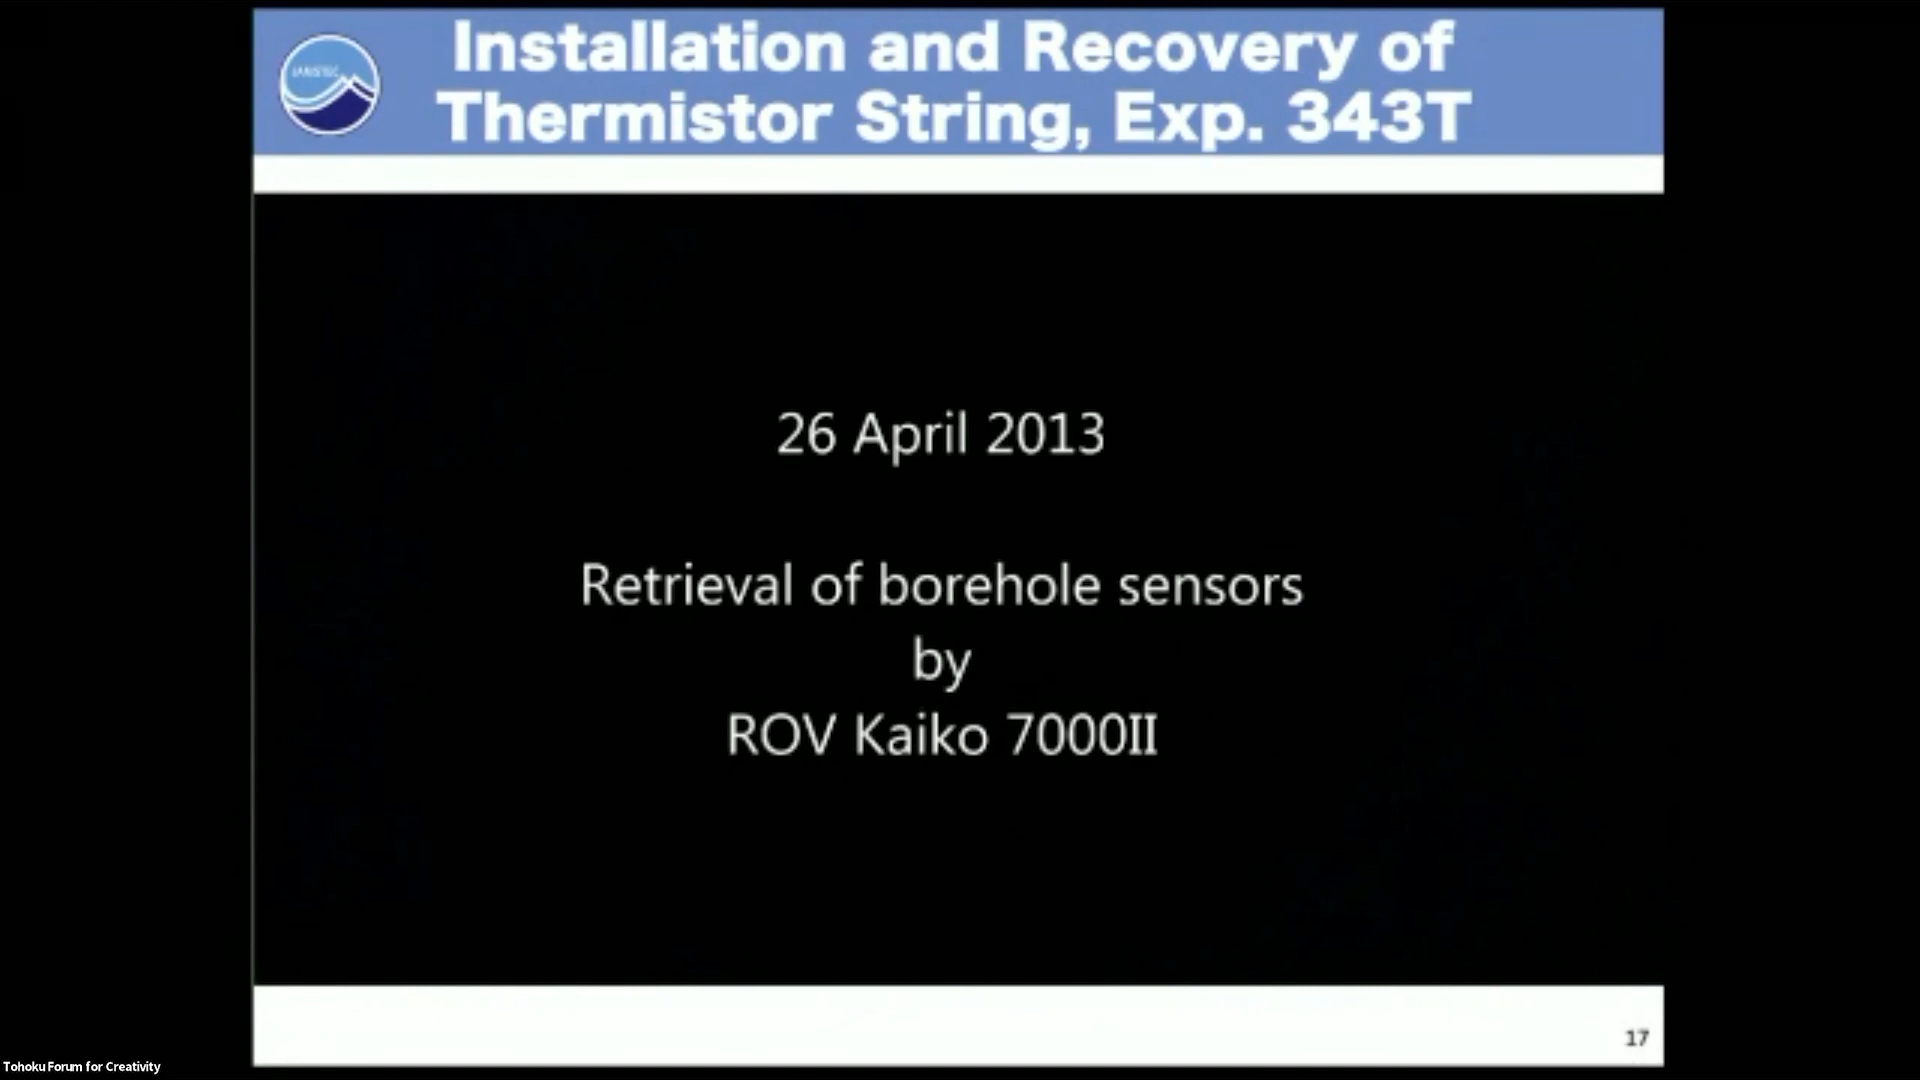 Installation and Recovery of
Thermistor String, Exp. 343T
JAMSTEC
26 April 2013
Retrieval of borehole sensors
by
ROV Kaiko 7000II
17
Tohoku Forum for Creativity